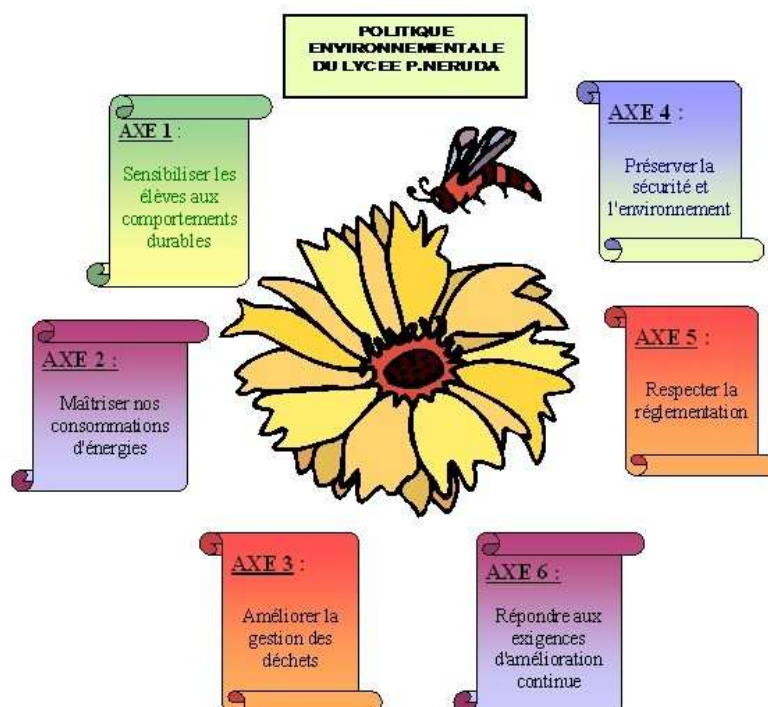 POLITIQUE
ENVIRONNEMENTALE
DU LYCEE P.NERUDA
AXE 1 :
Sensibiliser les
élèves aux
comportements
durables
AXE 2 :
Maîtriser nos
consommations
d'énergies
AXE 3 :
Améliorer la
gestion des
déchets
AXE 4 :
Préserver la
sécurité et
l'environnement
AXE 5 :
Respecter la
réglementation
AXE 6 :
Répondre aux
exigences
d'amélioration
continue